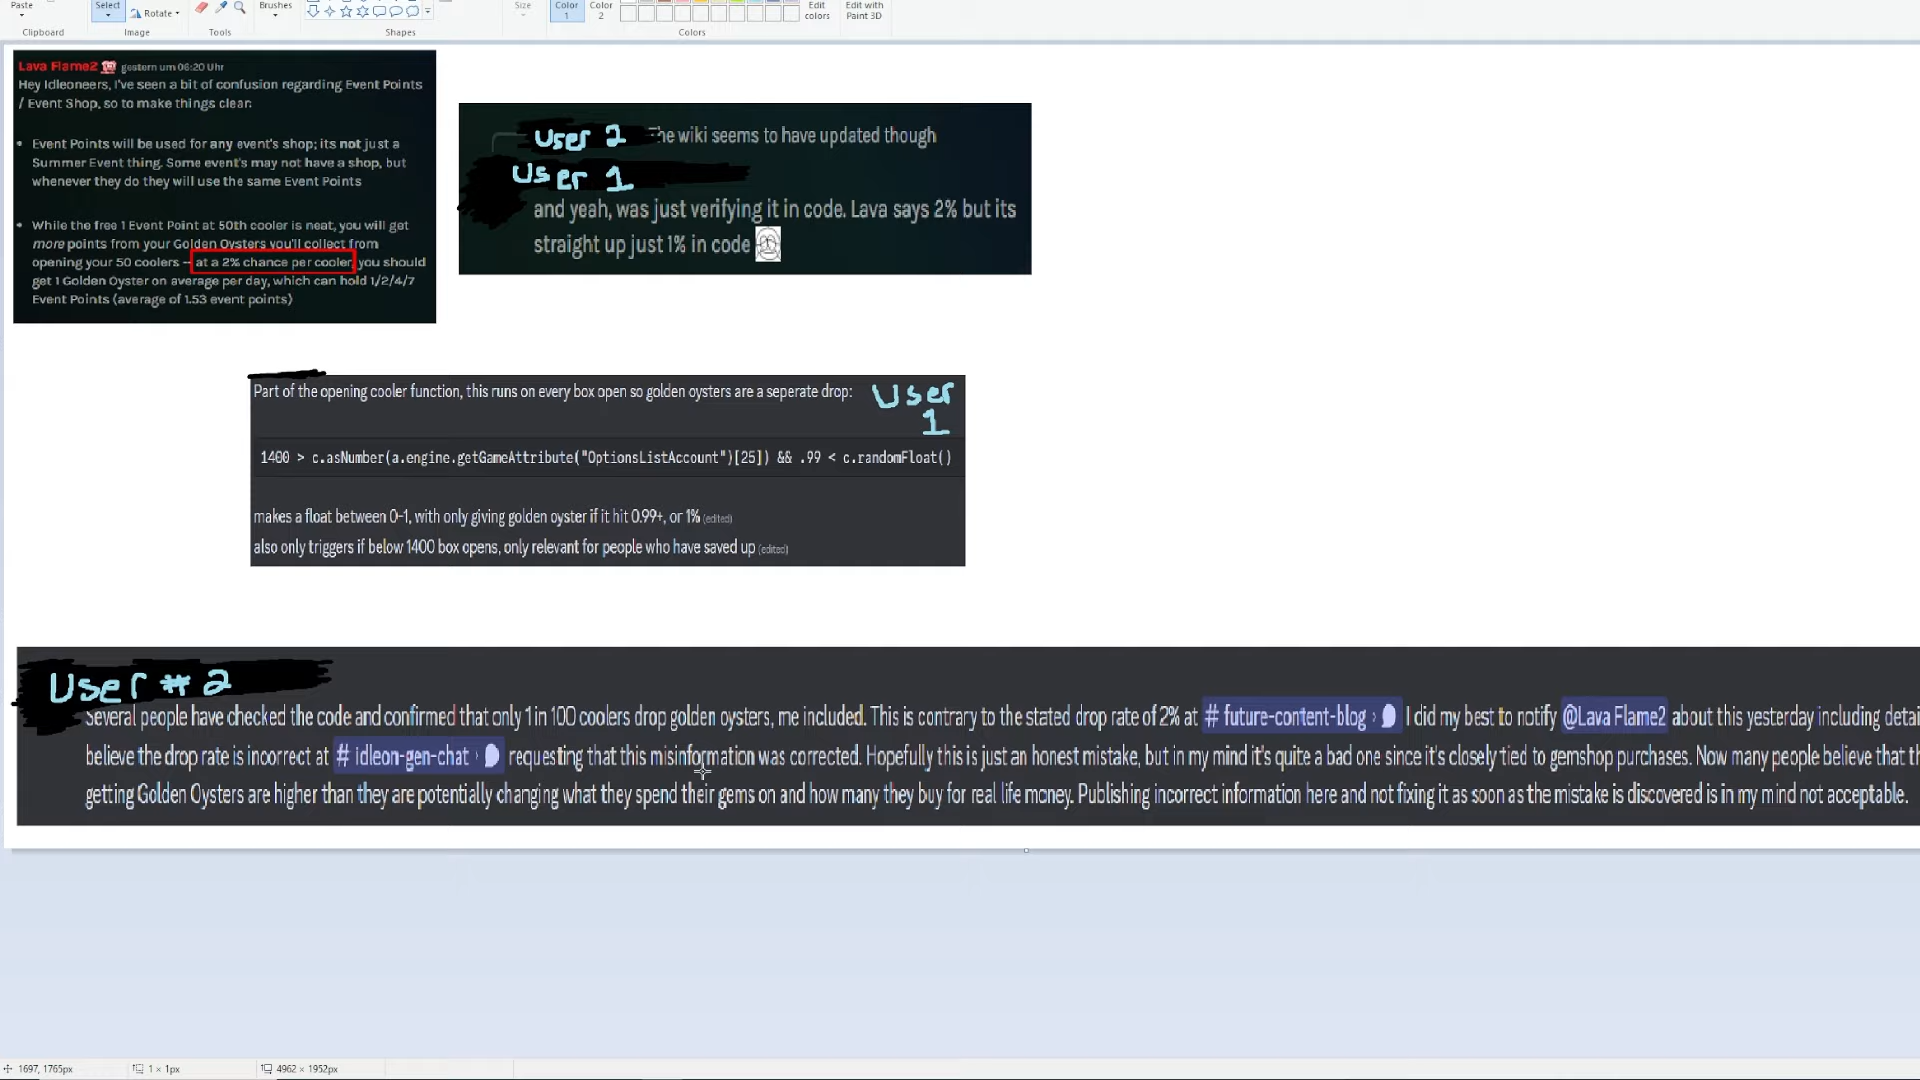 Paste
Select
Rotate
Brushes
Size
Color
1
Color
2
Edit
colors
Edit with
Paint 3D
Clipboard
Image
Tools
Shapes
Colors
Lava Flame2 gestern um 06:20 Uhr
Hey Idleoneers, I've seen a bit of confusion regarding Event Points
/ Event Shop, so to make things clear:
• Event Points will be used for any event's shop; its not just a
Summer Event thing. Some event's may not have a shop, but
whenever they do they will use the same Event Points
• While the free 1 Event Point at 50th cooler is neat, you will get
more points from your Golden Oysters you'll collect from
opening your 50 coolers -- at a 2% chance per cooler, you should
get 1 Golden Oyster on average per day, which can hold 1/2/4/7
Event Points (average of 1.53 event points)
User 2 The wiki seems to have updated though
User 1
and yeah, was just verifying it in code. Lava says 2% but its
straight up just 1% in code
Part of the opening cooler function, this runs on every box open so golden oysters are a seperate drop:
User
1
1400 > c.asNumber(a.engine.getGameAttribute("OptionsListAccount")[25]) && .99 < c.randomFloat()
makes a float between 0-1, with only giving golden oyster if it hit 0.99+, or 1% (edited)
also only triggers if below 1400 box opens, only relevant for people who have saved up (edited)
User #2
Several people have checked the code and confirmed that only 1 in 100 coolers drop golden oysters, me included. This is contrary to the stated drop rate of 2% at # future-content-blog › I did my best to notify @Lava Flame2 about this yesterday including detai
believe the drop rate is incorrect at # idleon-gen-chat › requesting that this misinformation was corrected. Hopefully this is just an honest mistake, but in my mind it's quite a bad one since it's closely tied to gemshop purchases. Now many people believe that th
getting Golden Oysters are higher than they are potentially changing what they spend their gems on and how many they buy for real life money. Publishing incorrect information here and not fixing it as soon as the mistake is discovered is in my mind not acceptable.
1697, 1765px
1 × 1px
4962 × 1952px